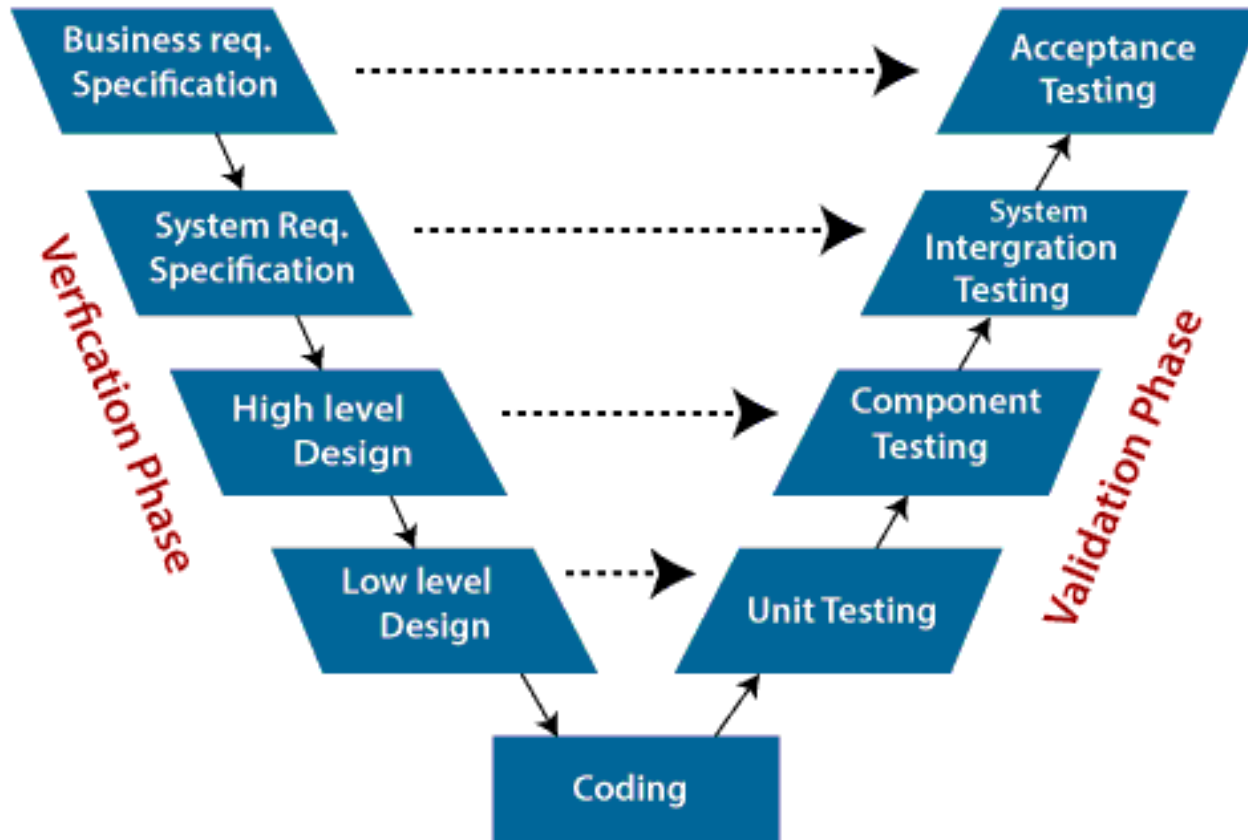 Business req.
Specification
Acceptance
Testing
System Req.
Specification
System
Intergration
Testing
Verfication Phase
Validation Phase
High level
Design
Component
Testing
Low level
Design
Unit Testing
Coding